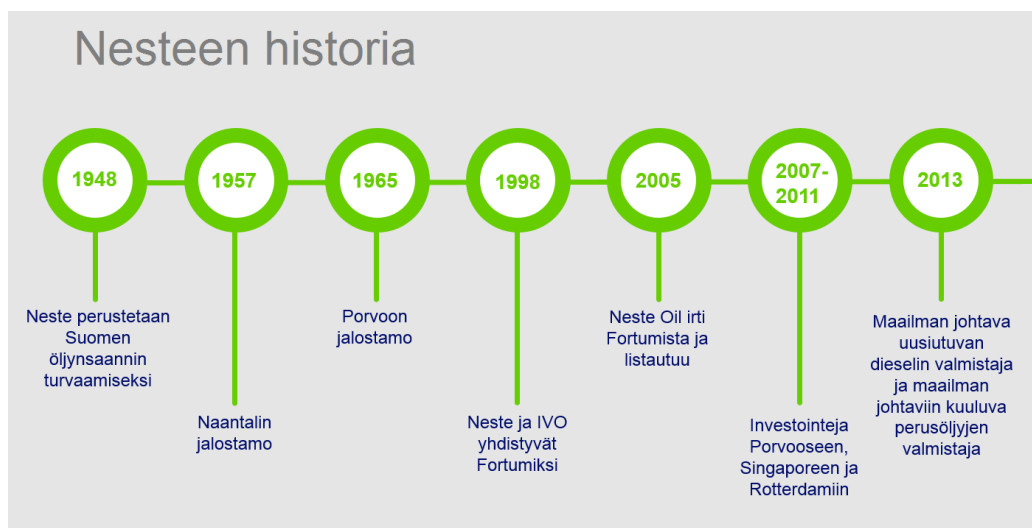 Nesteen historia
1948
Neste perustetaan
Suomen
öljynsaannin
turvaamiseksi
1957
Naantalin
jalostamo
1965
Porvoon
jalostamo
1998
Neste ja IVO
yhdistyvät
Fortumiksi
2005
Neste Oil irti
Fortumista ja
listautuu
2007-
2011
Investointeja
Porvooseen,
Singaporeen ja
Rotterdamiin
2013
Maailman johtava
uusiutuvan
dieselin valmistaja
ja maailman
johtaviin kuuluva
perusöljyjen
valmistaja